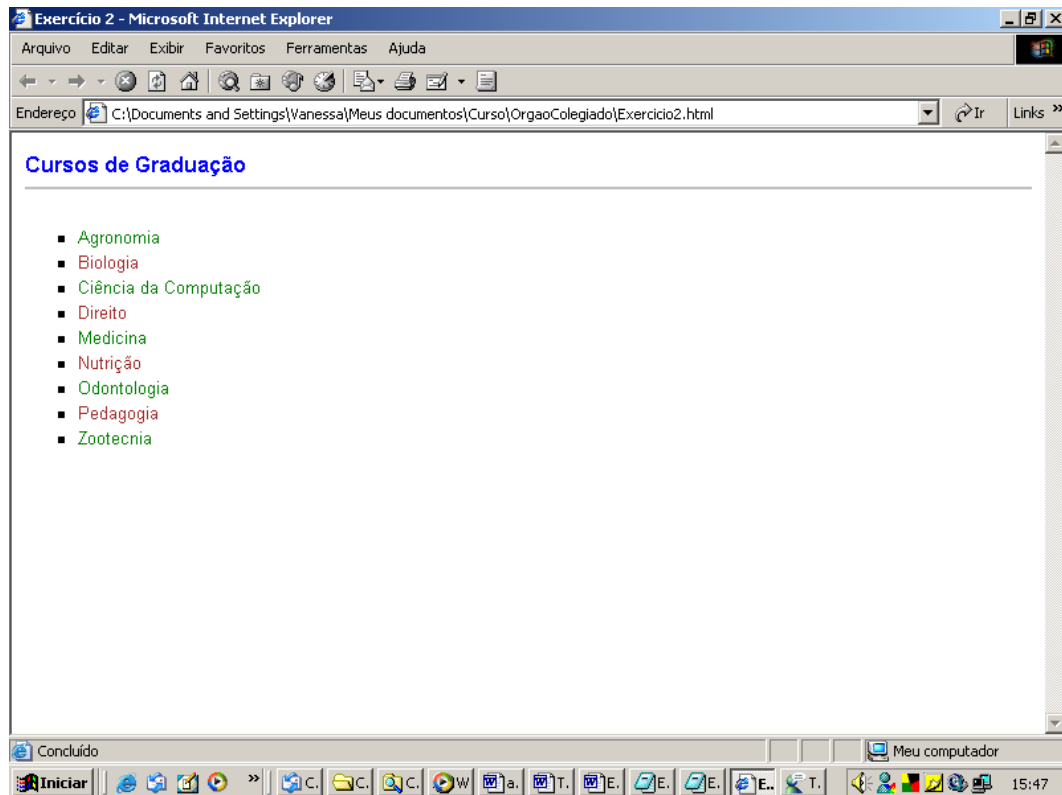 Exercício 2 - Microsoft Internet Explorer
Arquivo Editar Exibir Favoritos Ferramentas Ajuda
Endereço C:\Documents and Settings\Vanessa\Meus documentos\Curso\OrgaoColegiado\Exercicio2.html Ir Links »
Cursos de Graduação
Agronomia
Biologia
Ciência da Computação
Direito
Medicina
Nutrição
Odontologia
Pedagogia
Zootecnia
Concluído Meu computador
Iniciar » C. C. C. W a. T. E. E. E. E.. T. 15:47